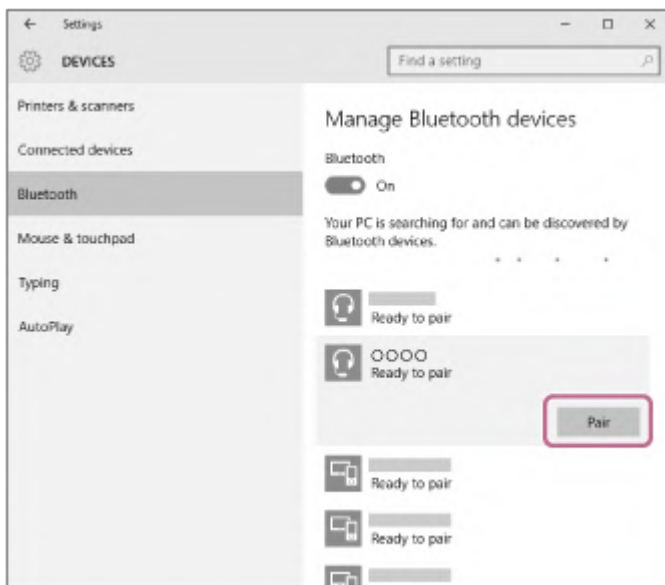 Settings
DEVICES
Find a setting
Printers & scanners
Connected devices
Bluetooth
Mouse & touchpad
Typing
AutoPlay
Manage Bluetooth devices
Bluetooth
On
Your PC is searching for and can be discovered by
Bluetooth devices.
Ready to pair
OOOO
Ready to pair
Pair
Ready to pair
Ready to pair